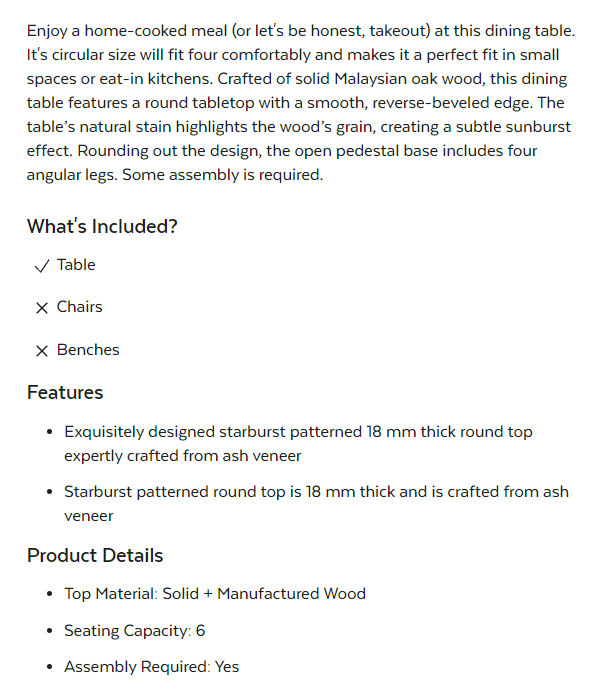 Enjoy a home-cooked meal (or let's be honest, takeout) at this dining table.
It's circular size will fit four comfortably and makes it a perfect fit in small
spaces or eat-in kitchens. Crafted of solid Malaysian oak wood, this dining
table features a round tabletop with a smooth, reverse-beveled edge. The
table’s natural stain highlights the wood’s grain, creating a subtle sunburst
effect. Rounding out the design, the open pedestal base includes four
angular legs. Some assembly is required.
What's Included?
Table
Chairs
Benches
Features
• Exquisitely designed starburst patterned 18 mm thick round top
expertly crafted from ash veneer
• Starburst patterned round top is 18 mm thick and is crafted from ash
veneer
Product Details
• Top Material: Solid + Manufactured Wood
• Seating Capacity: 6
• Assembly Required: Yes